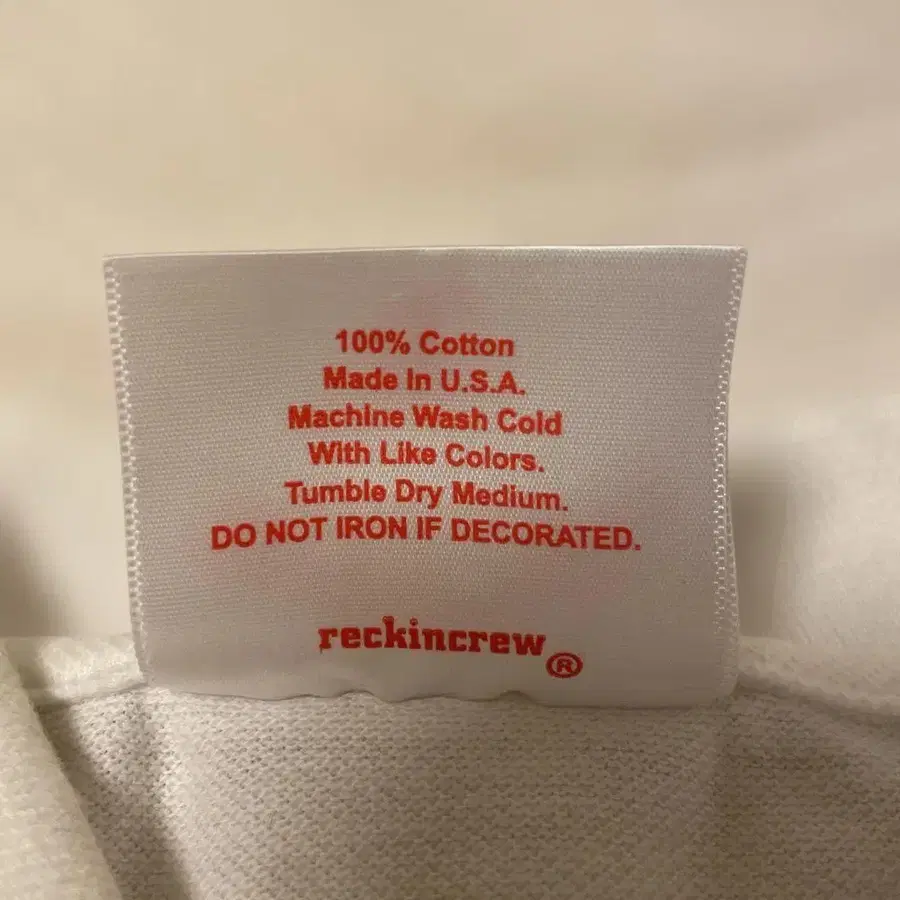 100% Cotton
Made In U.S.A.
Machine Wash Cold
With Like Colors.
Tumble Dry Medium.
DO NOT IRON IF DECORATED.
reckincrew ®